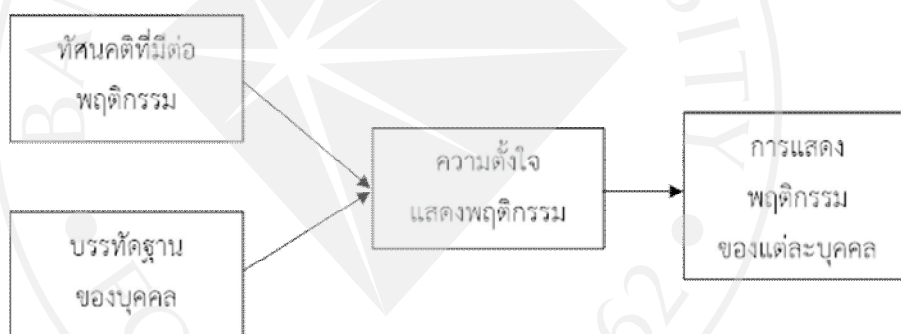 ทัศนคติที่มีต่อ
พฤติกรรม
บรรทัดฐาน
ของบุคคล
ความตั้งใจ
แสดงพฤติกรรม
การแสดง
พฤติกรรม
ของแต่ละบุคคล